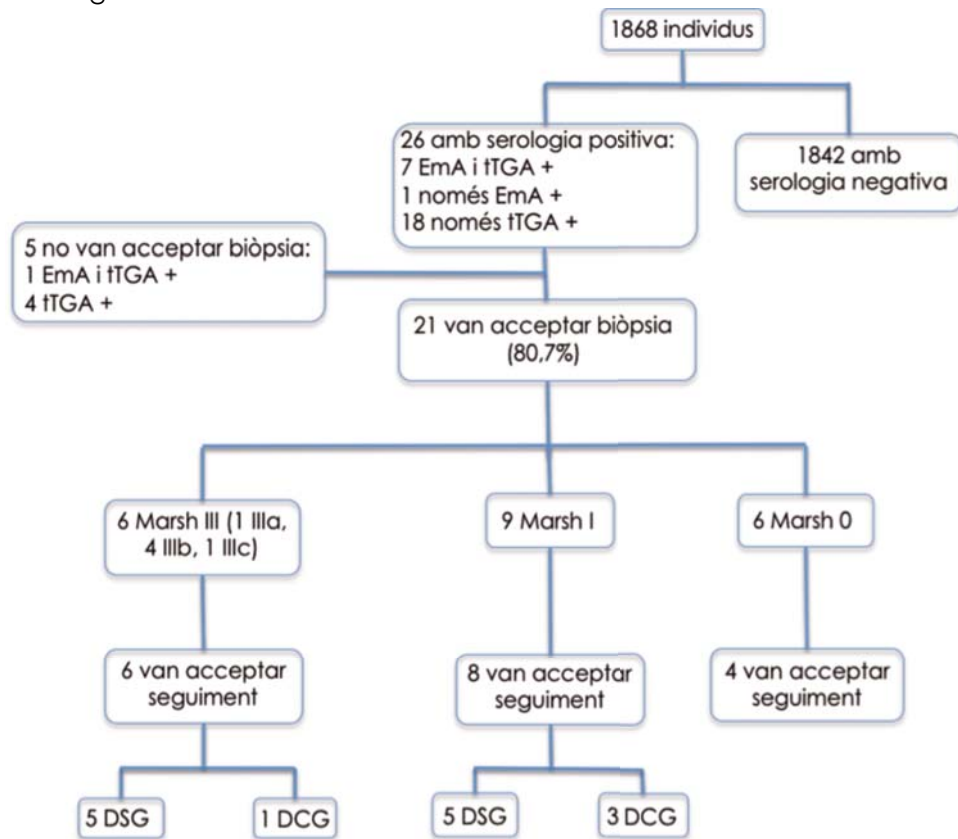 1868 individus
26 amb serologia positiva:
7 EmA i tTGA +
1 només EmA +
18 només tTGA +
1842 amb
serologia negativa
5 no van acceptar biòpsia:
1 EmA i tTGA +
4 tTGA +
21 van acceptar biòpsia
(80,7%)
6 Marsh III (1 IIIa,
4 IIIb, 1 IIIc)
9 Marsh I
6 Marsh 0
6 van acceptar
seguiment
8 van acceptar
seguiment
4 van acceptar
seguiment
5 DSG
1 DCG
5 DSG
3 DCG